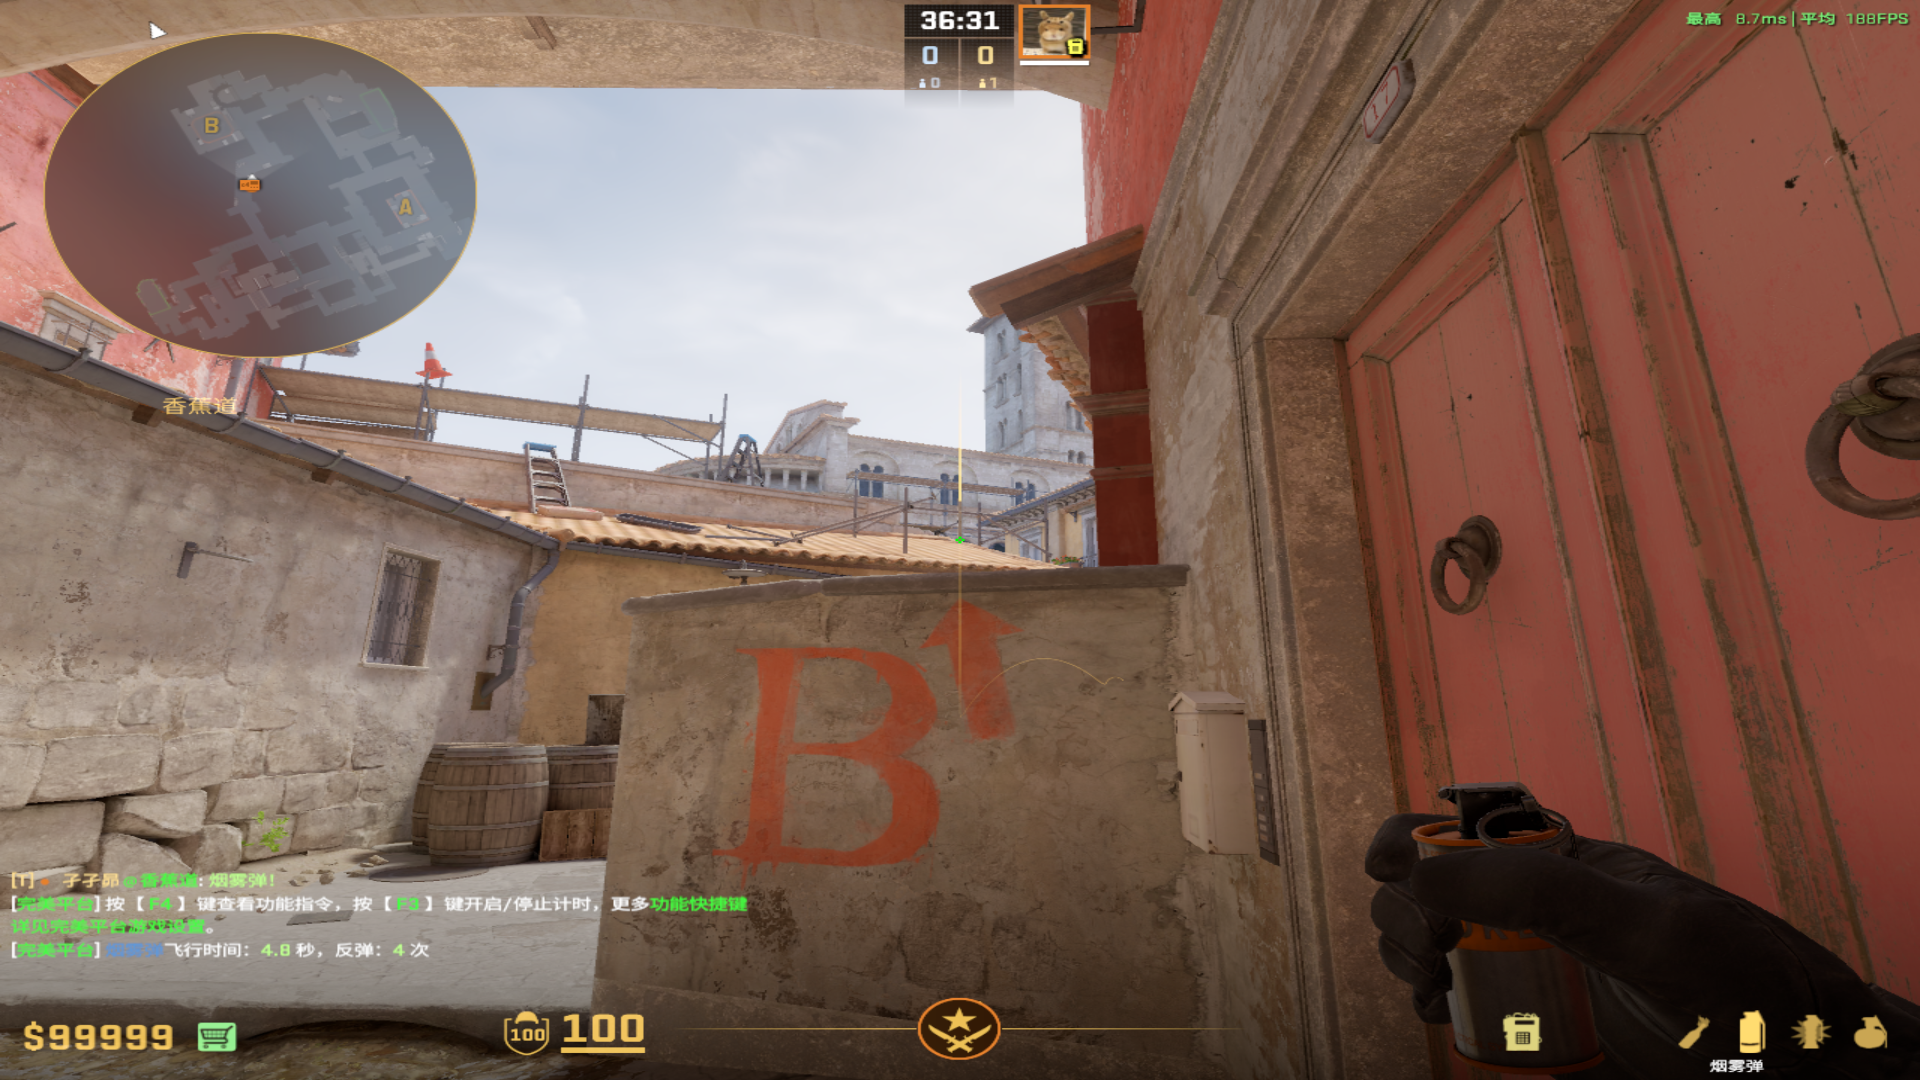 36:31
0 0
0 1
最高 8.7ms | 平均 188FPS
17
B
A
香蕉道
B
[T] 孑孑昴@香蕉道: 烟雾弹!
[完美平台] 按【 F4 】键查看功能指令，按【 F3 】键开启/停止计时，更多功能快捷键
详见完美平台游戏设置。
[完美平台] 烟雾弹飞行时间: 4.8 秒，反弹: 4 次
$99999
100 100
烟雾弹